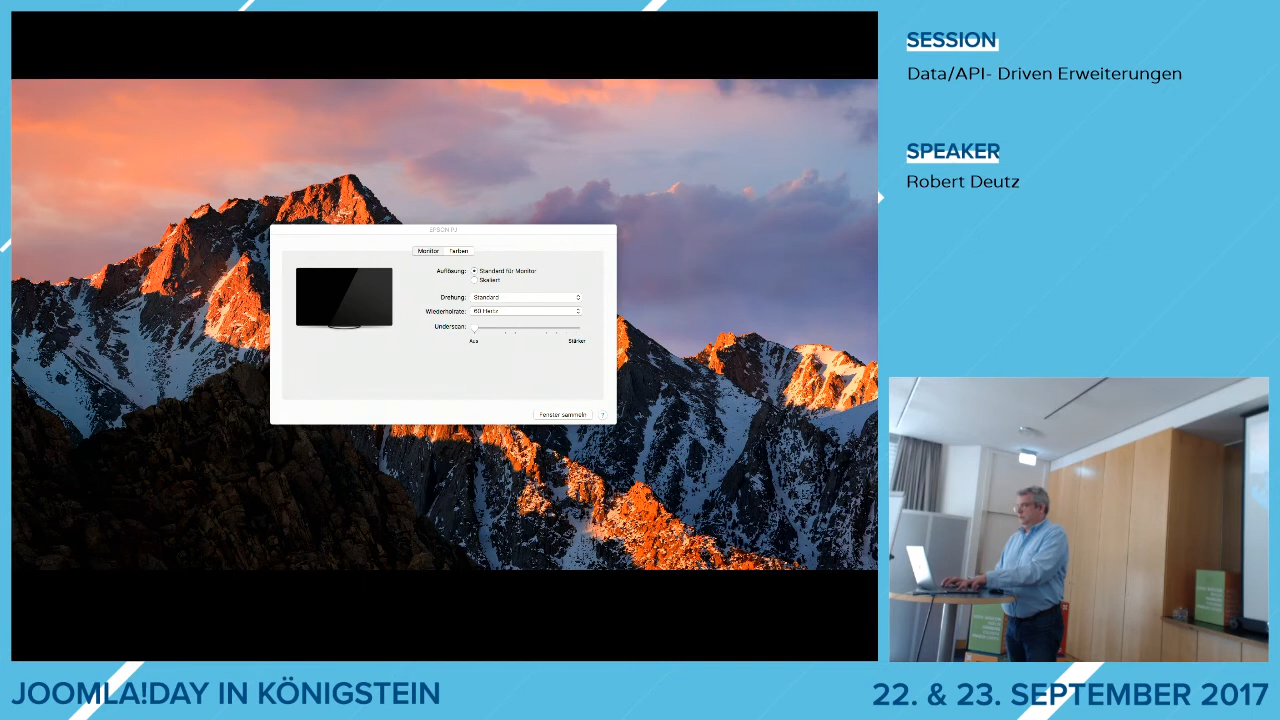 SESSION
Data/API- Driven Erweiterungen
SPEAKER
Robert Deutz
EPSON PJ
Monitor Farben
Auflösung: Standard für Monitor
Skaliert
Drehung: Standard
Wiederholrate: 60 Hertz
Underscan:
Aus Stärker
Fenster sammeln ?
JOOMLA!DAY IN KÖNIGSTEIN
22. & 23. SEPTEMBER 2017